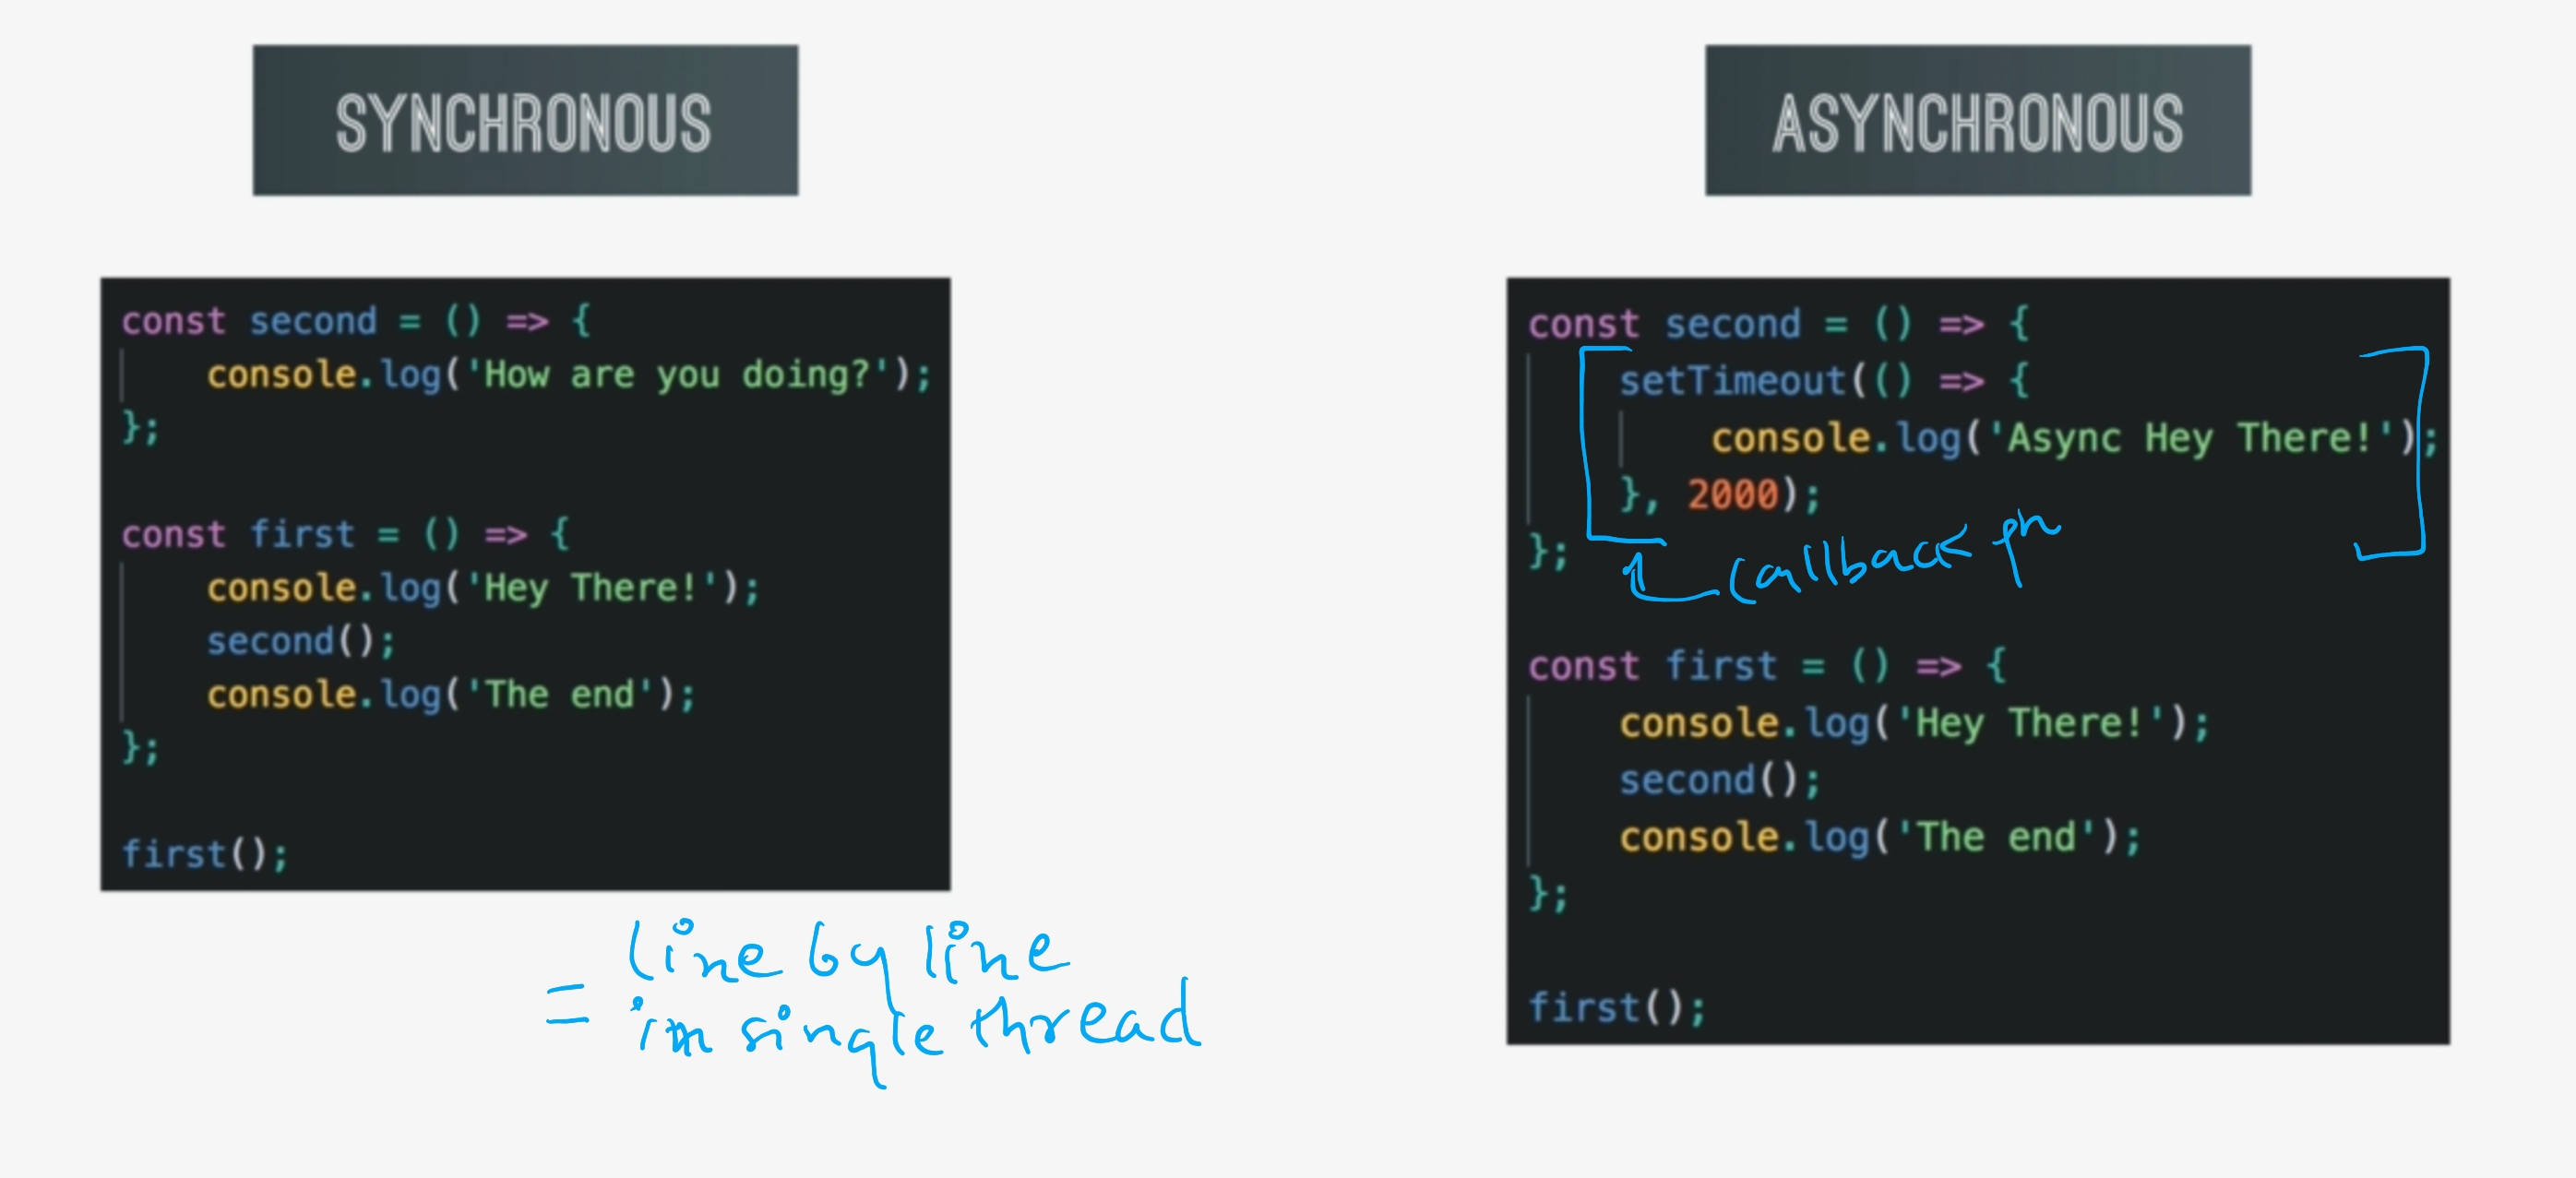 SYNCHRONOUS
const second = () => {
    console.log('How are you doing?');
};
const first = () => {
    console.log('Hey There!');
    second();
    console.log('The end');
};
first();
= line by line
in single thread
ASYNCHRONOUS
const second = () => {
    setTimeout(() => {
        console.log('Async Hey There!');
    }, 2000);
};
callback fn
const first = () => {
    console.log('Hey There!');
    second();
    console.log('The end');
};
first();